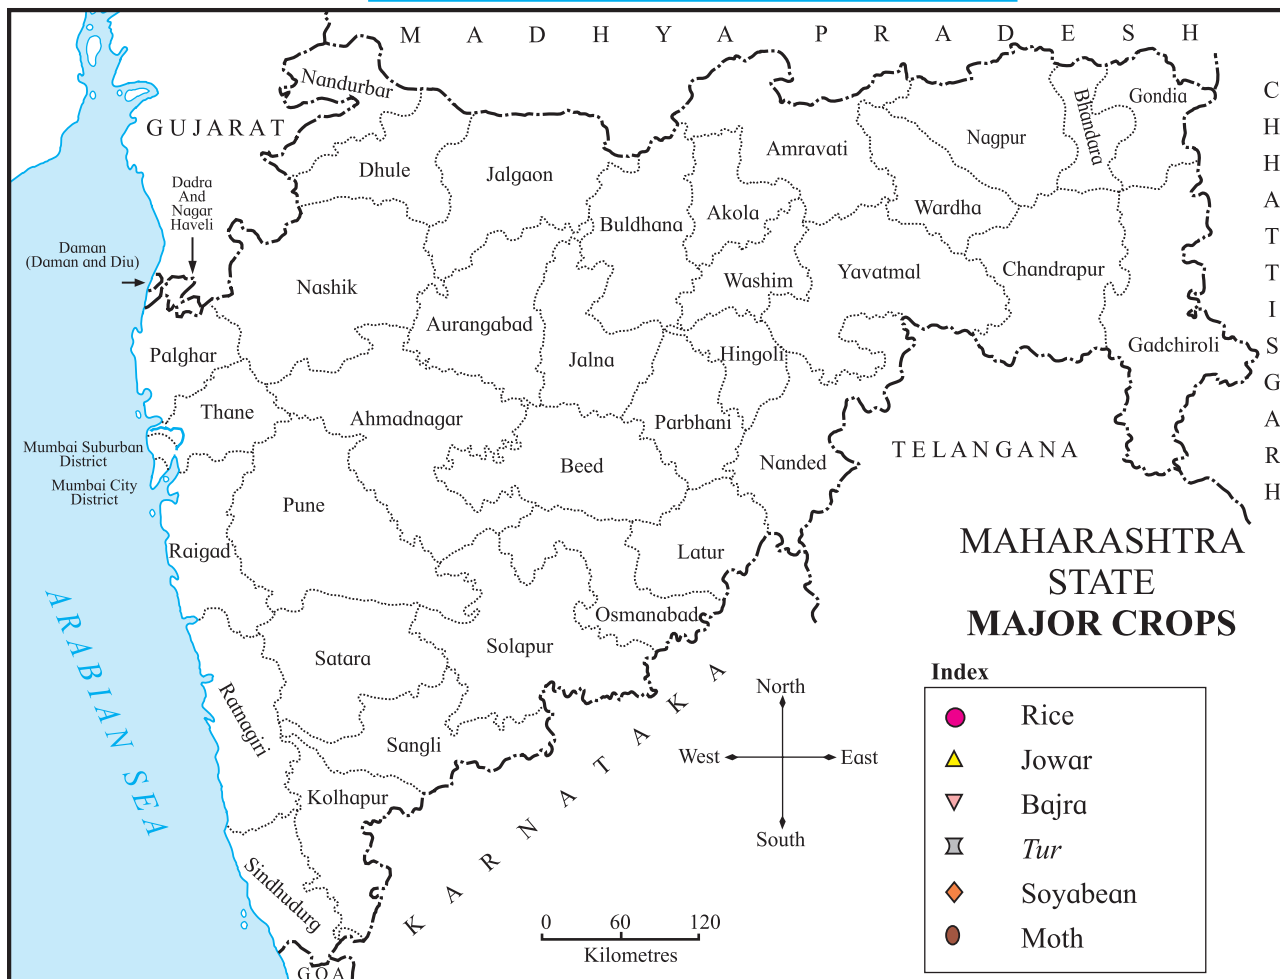 MADHYA PRADESH
CHHATTISGARH
Nandurbar
GUJARAT
Dhule
Jalgaon
Buldhana
Akola
Amravati
Nagpur
Bhandara
Gondia
Wardha
Dadra
And
Nagar
Haveli
Daman
(Daman and Diu)
Nashik
Aurangabad
Washim
Yavatmal
Chandrapur
Palghar
Jalna
Hingoli
Gadchiroli
Thane
Ahmadnagar
Parbhani
Mumbai Suburban
District
Mumbai City
District
Beed
Nanded
TELANGANA
Pune
Raigad
Latur
Osmanabad
Solapur
Satara
Ratnagiri
Sangli
Kolhapur
Sindhudurg
ARABIAN SEA
KARNATAKA
GOA
MAHARASHTRA
STATE
MAJOR CROPS
North
West
East
South
0 60 120
Kilometres
Index
Rice
Jowar
Bajra
Tur
Soyabean
Moth